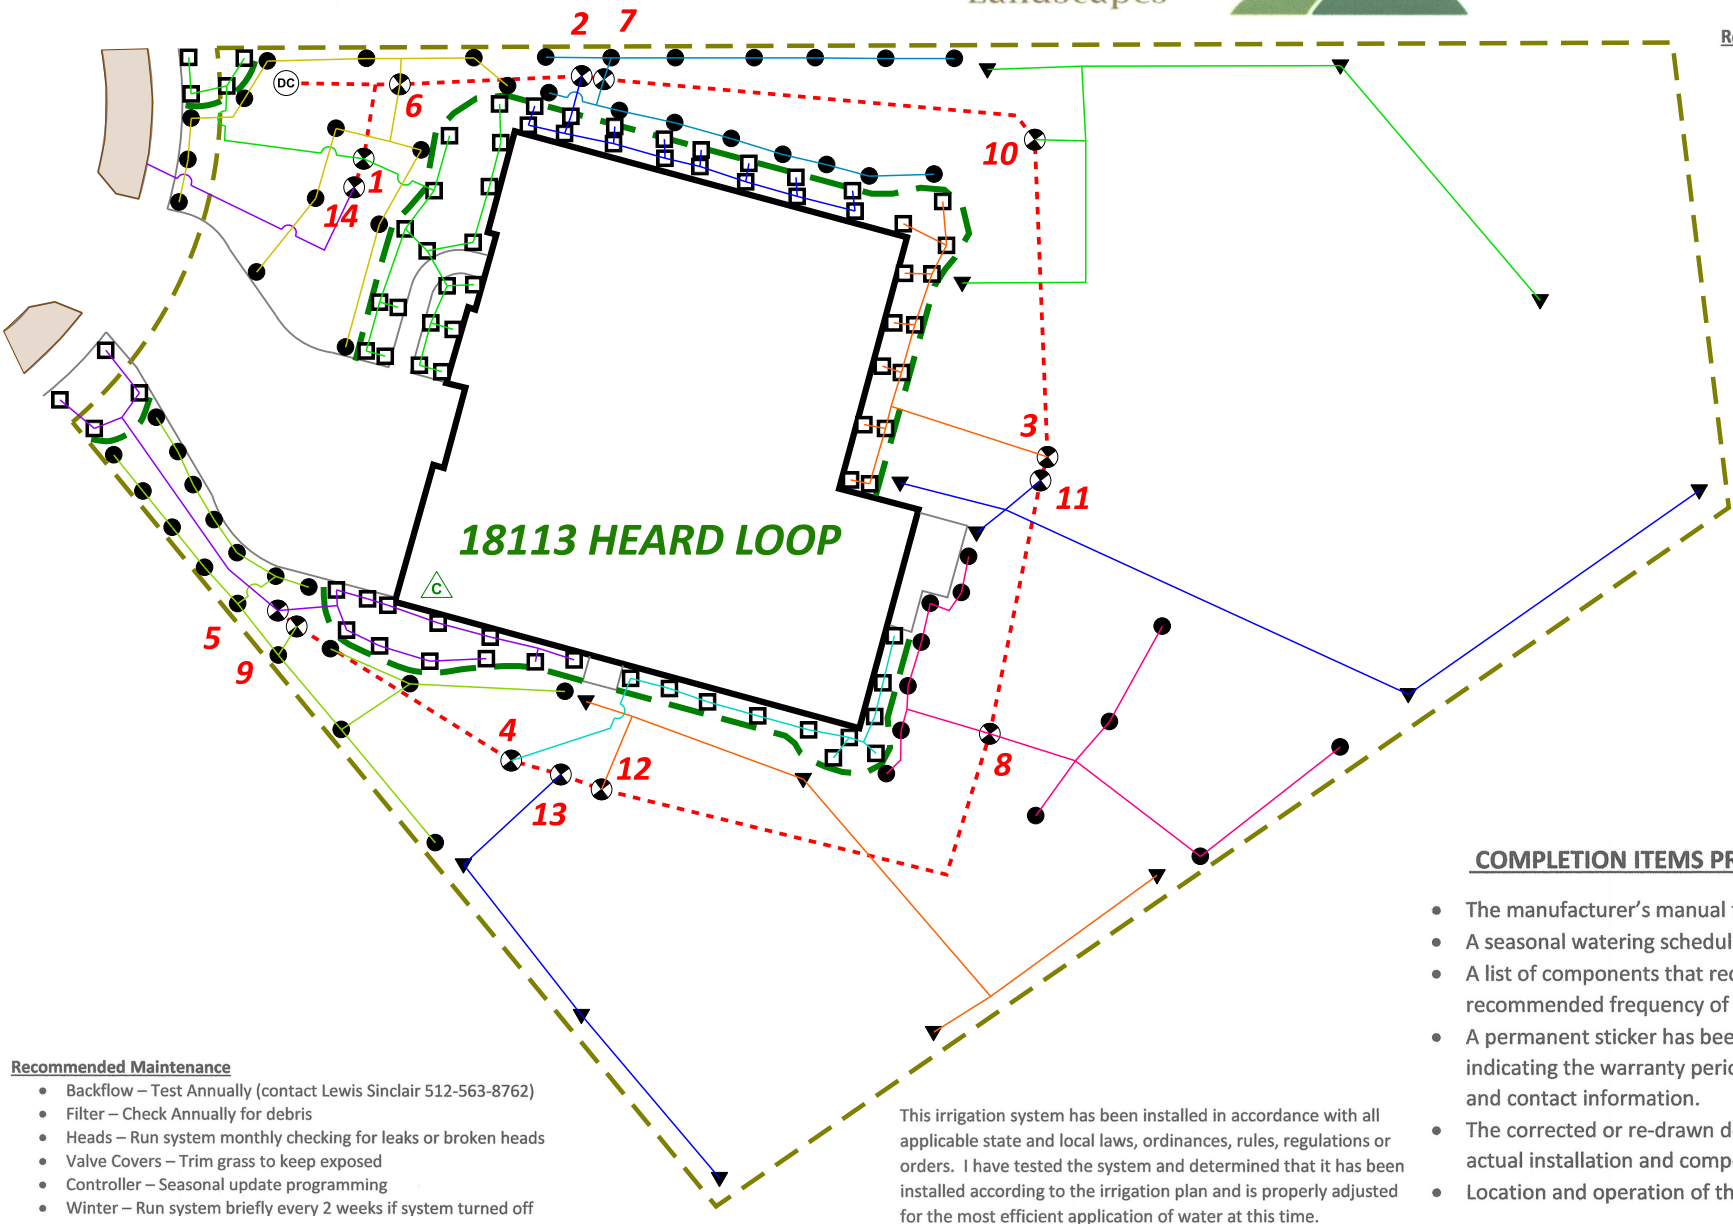 2 7
DC
6
10
1
14
3
11
18113 HEARD LOOP
C
5
9
4
12
8
13
COMPLETION ITEMS
The manufacturer's manual
A seasonal watering
A list of components that
recommended frequency of
A permanent sticker has been
indicating the warranty
and contact information.
The corrected or re-drawn
actual installation and
Location and operation of
Recommended Maintenance
Backflow – Test Annually (contact Lewis Sinclair 512-563-8762)
Filter – Check Annually for debris
Heads – Run system monthly checking for leaks or broken heads
Valve Covers – Trim grass to keep exposed
Controller – Seasonal update programming
Winter – Run system briefly every 2 weeks if system turned off
This irrigation system has been installed in accordance with all
applicable state and local laws, ordinances, rules, regulations or
orders. I have tested the system and determined that it has been
installed according to the irrigation plan and is properly adjusted
for the most efficient application of water at this time.